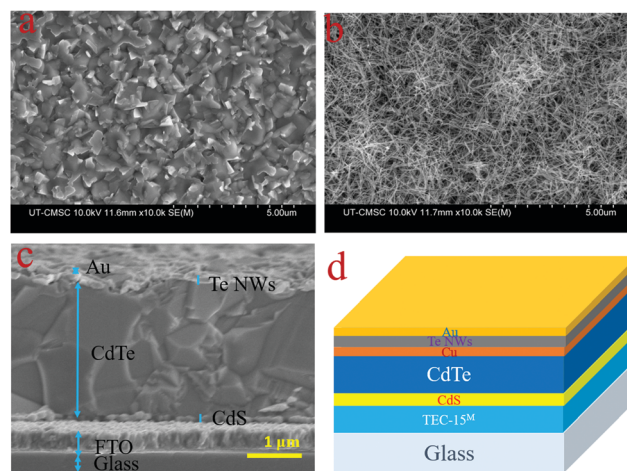 a
UT-CMSC 10.0kV 11.6mm x10.0k SE(M) 5.00um
b
UT-CMSC 10.0kV 11.7mm x10.0k SE(M) 5.00um
c
Au
Te NWs
CdTe
CdS
FTO
1 µm
Glass
d
Au
Te NWs
Cu
CdTe
CdS
TEC-15ᴹ
Glass